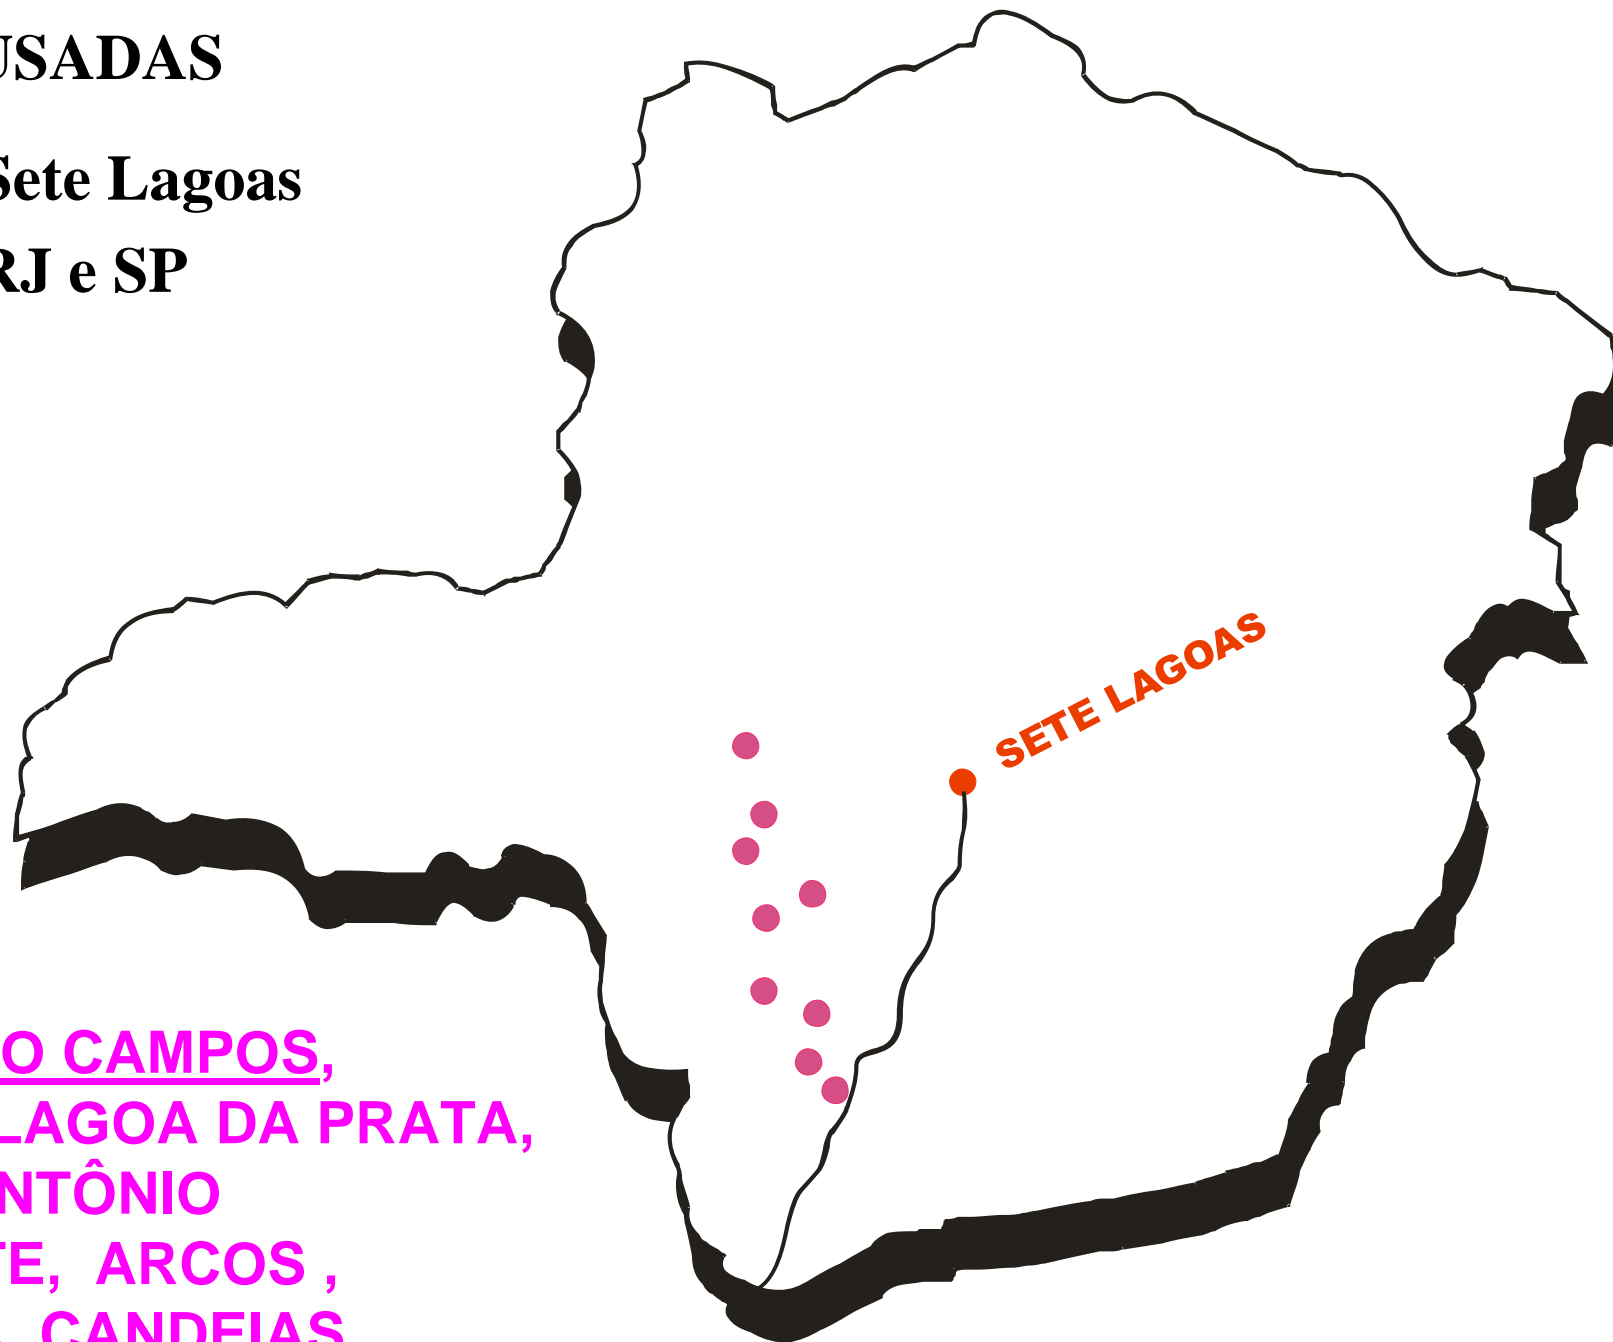 USADAS
Sete Lagoas
RJ e SP
SETE LAGOAS
O CAMPOS,
LAGOA DA PRATA,
NTÔNIO
TE, ARCOS ,
CANDEIAS